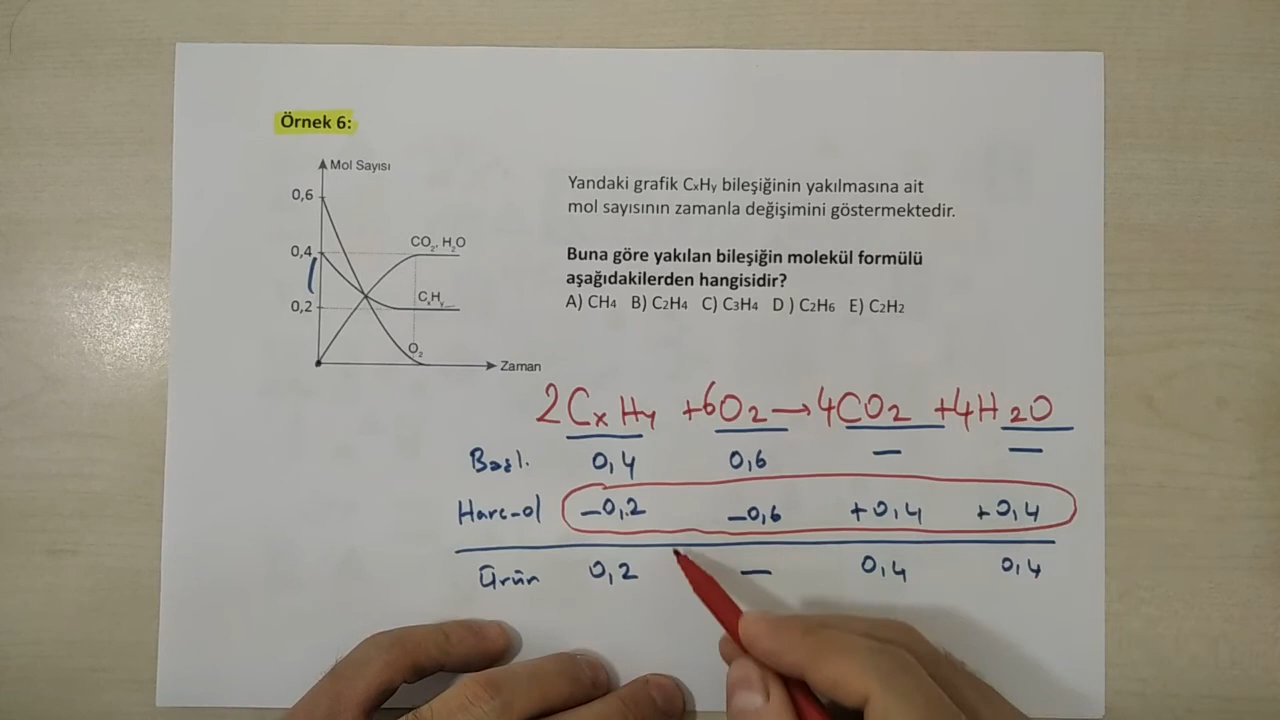 Örnek 6:
Mol Sayısı
0,6
0,4
CO2, H2O
0,2
CxHy
O2
Zaman
Yandaki grafik CxHy bileşiğinin yakılmasına ait
mol sayısının zamanla değişimini göstermektedir.
Buna göre yakılan bileşiğin molekül formülü
aşağıdakilerden hangisidir?
A) CH4 B) C2H4 C) C3H4 D ) C2H6 E) C2H2
2CxHy +6O2 → 4CO2 +4H2O
Başl. 0,4 0,6 — —
Harc-ol -0,2 -0,6 +0,4 +0,4
Ürün 0,2 — 0,4 0,4